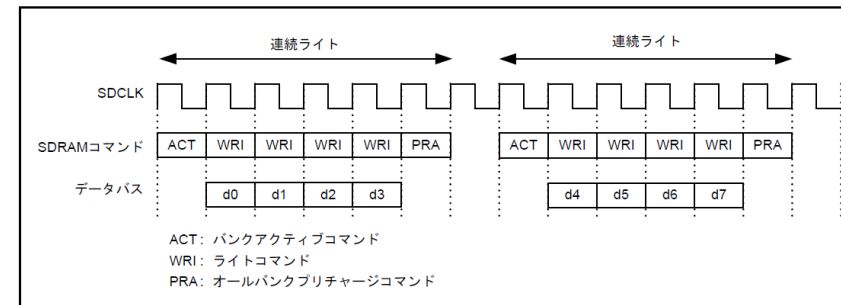 連続ライト 連続ライト
SDCLK
SDRAMコマンド ACT WRI WRI WRI WRI PRA ACT WRI WRI WRI WRI PRA
データバス d0 d1 d2 d3 d4 d5 d6 d7
ACT: バンクアクティブコマンド
WRI: ライトコマンド
PRA: オールバンクプリチャージコマンド